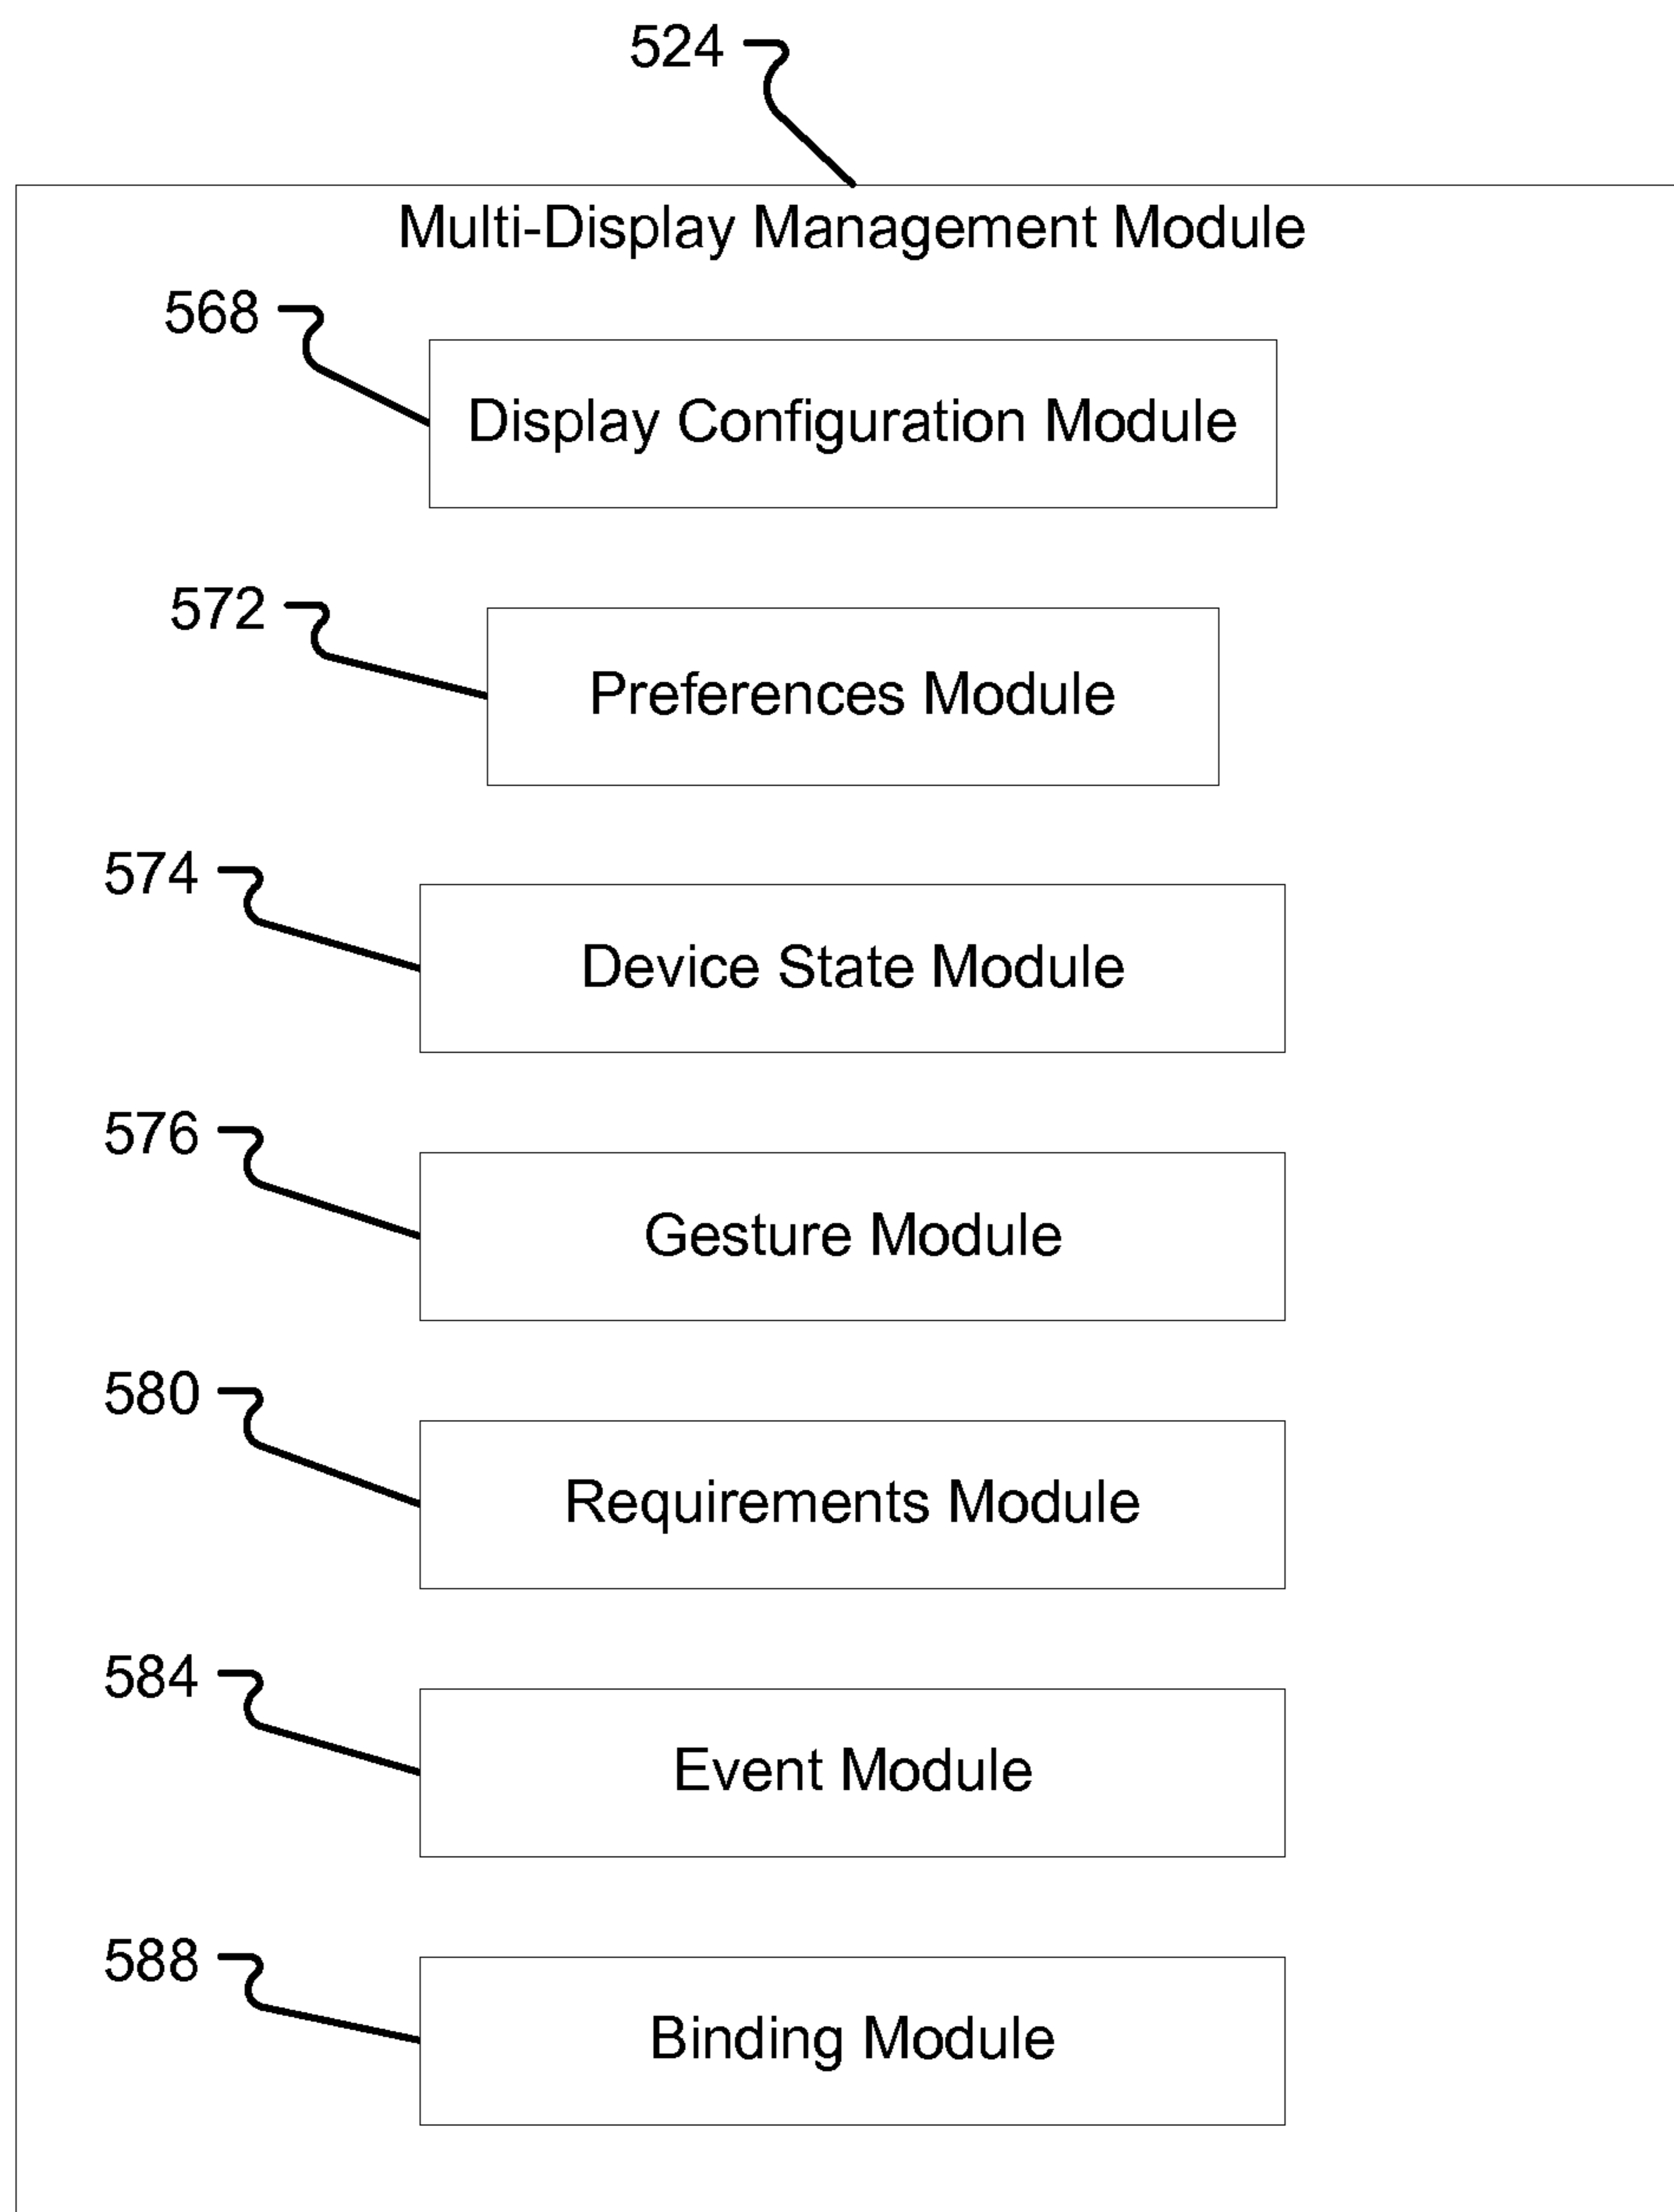 524
Multi-Display Management Module
568
Display Configuration Module
572
Preferences Module
574
Device State Module
576
Gesture Module
580
Requirements Module
584
Event Module
588
Binding Module